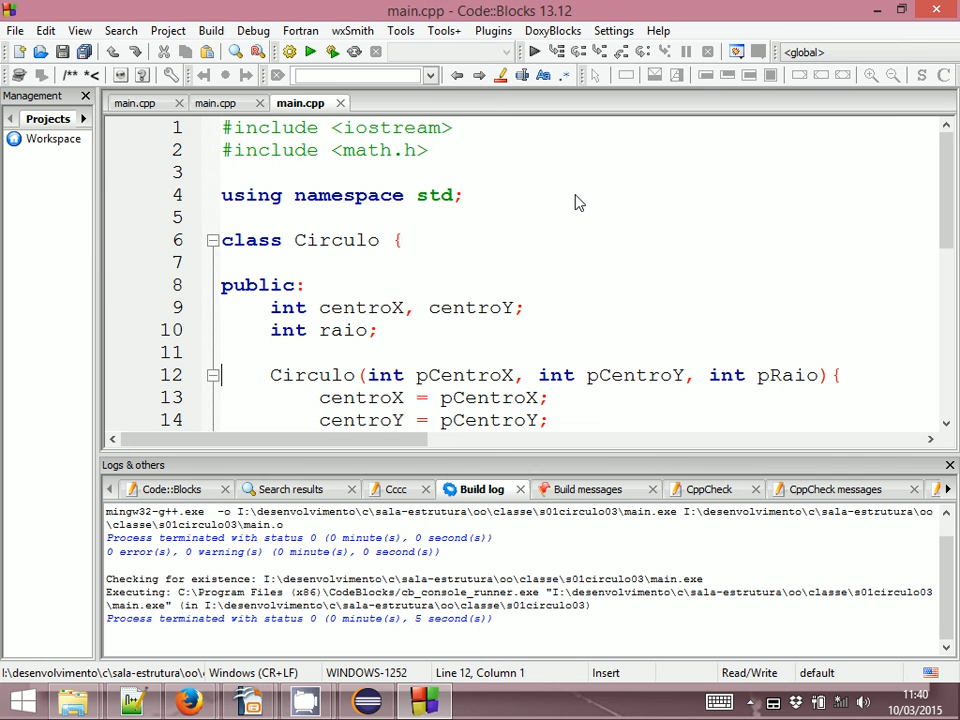 main.cpp - Code::Blocks 13.12
File Edit View Search Project Build Debug Fortran wxSmith Tools Tools+ Plugins DoxyBlocks Settings Help
<global>
/** *<
Aa .* S C
Management
main.cpp main.cpp main.cpp
Projects
Workspace
1 #include <iostream>
2 #include <math.h>
3
4 using namespace std;
5
6 class Circulo {
7
8 public:
9 int centroX, centroY;
10 int raio;
11
12 Circulo(int pCentroX, int pCentroY, int pRaio){
13 centroX = pCentroX;
14 centroY = pCentroY;
Logs & others
Code::Blocks Search results Cccc Build log Build messages CppCheck CppCheck messages
mingw32-g++.exe -o I:\desenvolvimento\c\sala-estrutura\oo\classe\s01circulo03\main.exe I:\desenvolvimento\c\sala-estrutura\oo
\classe\s01circulo03\main.o
Process terminated with status 0 (0 minute(s), 0 second(s))
0 error(s), 0 warning(s) (0 minute(s), 0 second(s))
Checking for existence: I:\desenvolvimento\c\sala-estrutura\oo\classe\s01circulo03\main.exe
Executing: C:\Program Files (x86)\CodeBlocks/cb_console_runner.exe "I:\desenvolvimento\c\sala-estrutura\oo\classe\s01circulo03
\main.exe" (in I:\desenvolvimento\c\sala-estrutura\oo\classe\s01circulo03)
Process terminated with status 0 (0 minute(s), 5 second(s))
I:\desenvolvimento\c\sala-estrutura\oo\ Windows (CR+LF) WINDOWS-1252 Line 12, Column 1 Insert Read/Write default
11:40
10/03/2015